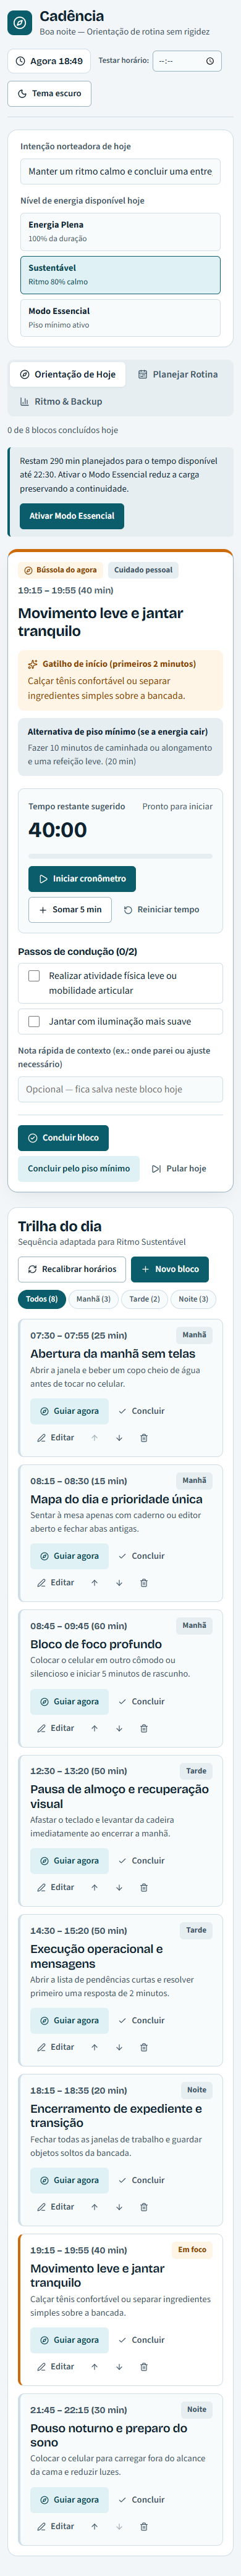 Cadência
Boa noite — Orientação de rotina sem rigidez
Agora 18:49
Testar horário:
--:--
Tema escuro
Intenção norteadora de hoje
Manter um ritmo calmo e concluir uma entre
Nível de energia disponível hoje
Energia Plena
100% da duração
Sustentável
Ritmo 80% calmo
Modo Essencial
Piso mínimo ativo
Orientação de Hoje
Planejar Rotina
Ritmo & Backup
0 de 8 blocos concluídos hoje
Restam 290 min planejados para o tempo disponível
até 22:30. Ativar o Modo Essencial reduz a carga
preservando a continuidade.
Ativar Modo Essencial
Bússola do agora
Cuidado pessoal
19:15 – 19:55 (40 min)
Movimento leve e jantar
tranquilo
Gatilho de início (primeiros 2 minutos)
Calçar tênis confortável ou separar
ingredientes simples sobre a bancada.
Alternativa de piso mínimo (se a energia cair)
Fazer 10 minutos de caminhada ou alongamento
e uma refeição leve. (20 min)
Tempo restante sugerido
Pronto para iniciar
40:00
Iniciar cronômetro
Somar 5 min
Reiniciar tempo
Passos de condução (0/2)
Realizar atividade física leve ou
mobilidade articular
Jantar com iluminação mais suave
Nota rápida de contexto (ex.: onde parei ou ajuste
necessário)
Opcional — fica salva neste bloco hoje
Concluir bloco
Concluir pelo piso mínimo
Pular hoje
Trilha do dia
Sequência adaptada para Ritmo Sustentável
Recalibrar horários
Novo bloco
Todos (8)
Manhã (3)
Tarde (2)
Noite (3)
07:30 – 07:55 (25 min)
Manhã
Abertura da manhã sem telas
Abrir a janela e beber um copo cheio de água
antes de tocar no celular.
Guiar agora
Concluir
Editar
08:15 – 08:30 (15 min)
Manhã
Mapa do dia e prioridade única
Sentar à mesa apenas com caderno ou editor
aberto e fechar abas antigas.
Guiar agora
Concluir
Editar
08:45 – 09:45 (60 min)
Manhã
Bloco de foco profundo
Colocar o celular em outro cômodo ou
silencioso e iniciar 5 minutos de rascunho.
Guiar agora
Concluir
Editar
12:30 – 13:20 (50 min)
Tarde
Pausa de almoço e recuperação
visual
Afastar o teclado e levantar da cadeira
imediatamente ao encerrar a manhã.
Guiar agora
Concluir
Editar
14:30 – 15:20 (50 min)
Tarde
Execução operacional e
mensagens
Abrir a lista de pendências curtas e resolver
primeiro uma resposta de 2 minutos.
Guiar agora
Concluir
Editar
18:15 – 18:35 (20 min)
Noite
Encerramento de expediente e
transição
Fechar todas as janelas de trabalho e guardar
objetos soltos da bancada.
Guiar agora
Concluir
Editar
19:15 – 19:55 (40 min)
Em foco
Movimento leve e jantar
tranquilo
Calçar tênis confortável ou separar ingredientes
simples sobre a bancada.
Guiar agora
Concluir
Editar
21:45 – 22:15 (30 min)
Noite
Pouso noturno e preparo do
sono
Colocar o celular para carregar fora do alcance
da cama e reduzir luzes.
Guiar agora
Concluir
Editar